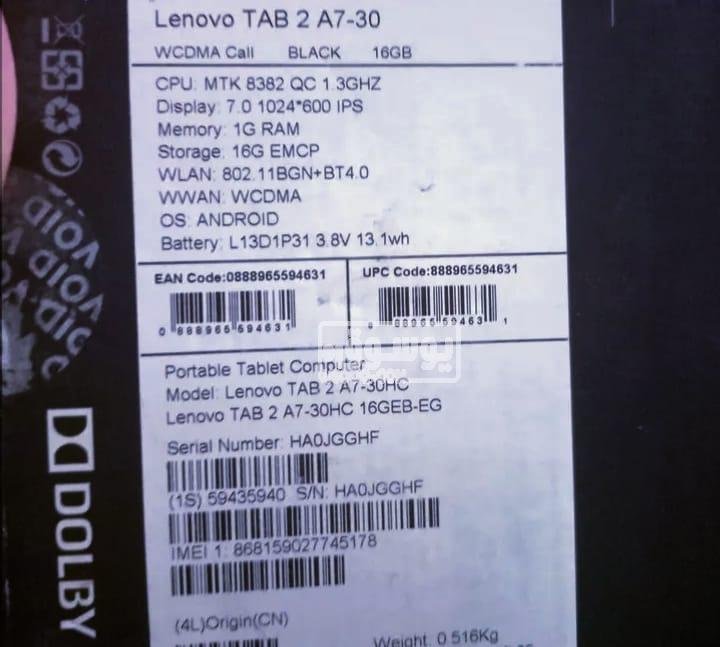 Lenovo TAB 2 A7-30
WCDMA Call BLACK 16GB
CPU: MTK 8382 QC 1.3GHZ
Display: 7.0 1024*600 IPS
Memory: 1G RAM
Storage: 16G EMCP
WLAN: 802.11BGN+BT4.0
WWAN: WCDMA
OS: ANDROID
Battery: L13D1P31 3.8V 13.1wh
EAN Code:0888965594631
0 888965 594631
UPC Code:888965594631
8 88965 59463 1
Portable Tablet Computer
Model: Lenovo TAB 2 A7-30HC
Lenovo TAB 2 A7-30HC 16GEB-EG
Serial Number: HA0JGGHF
(1S) 59435940 S/N: HA0JGGHF
IMEI 1: 868159027745178
(4L)Origin(CN)
Weight: 0.516Kg
VOID
VOID
VOID
VOID
VOID
DOLBY
يوسوفت